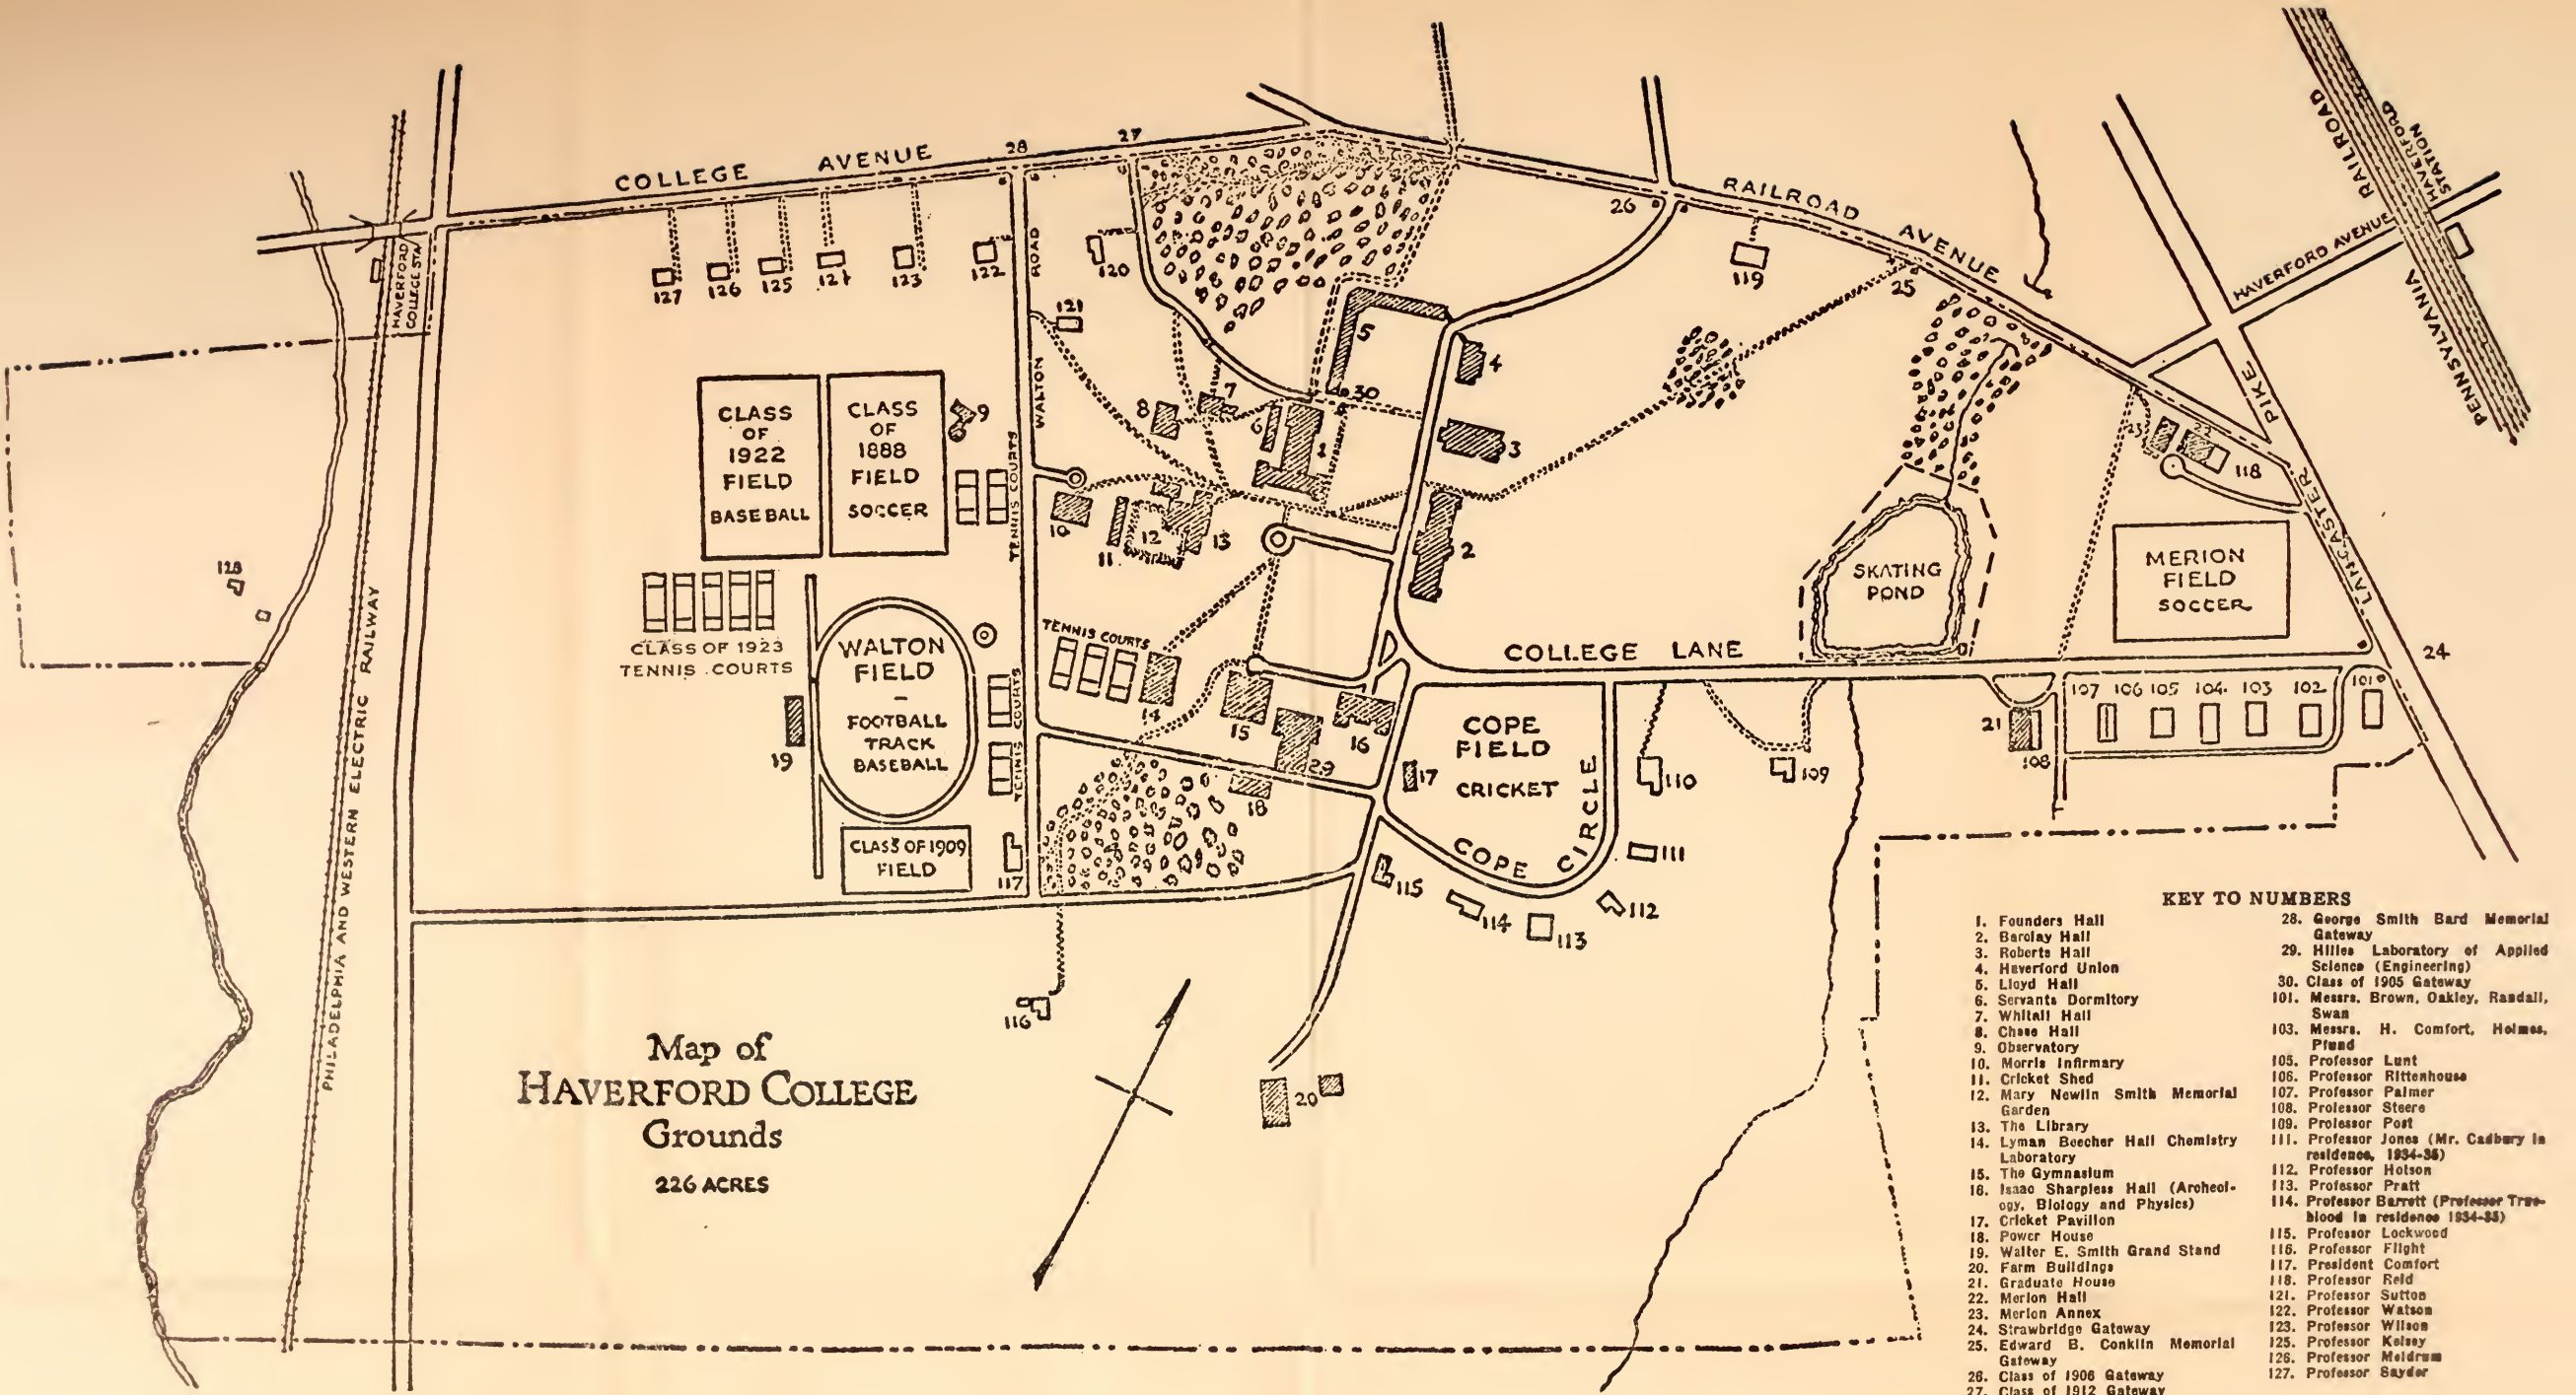 COLLEGE AVENUE
28
27
RAILROAD AVENUE
26
25
PENNSYLVANIA RAILROAD
HAVERFORD STATION
HAVERFORD AVENUE
LANCASTER PIKE
24
HAVERFORD
COLLEGE STA.
127
126
125
123
122
120
121
119
WALTON ROAD
5
4
30
3
7
8
6
1
9
CLASS
OF
1922
FIELD
BASEBALL
CLASS
OF
1888
FIELD
SOCCER
TENNIS COURTS
10
11
12
13
2
23
22
118
SKATING
POND
MERION
FIELD
SOCCER
128
CLASS OF 1923
TENNIS COURTS
WALTON
FIELD
-
FOOTBALL
TRACK
BASEBALL
TENNIS COURTS
TENNIS COURTS
TENNIS COURTS
14
15
16
29
18
19
17
COLLEGE LANE
COPE
FIELD
CRICKET
COPE CIRCLE
110
109
21
108
107 106 105 104 103 102 101
CLASS OF 1909
FIELD
117
115
114
113
112
111
116
20
PHILADELPHIA AND WESTERN ELECTRIC RAILWAY
Map of
HAVERFORD COLLEGE
Grounds
226 ACRES
KEY TO NUMBERS
1. Founders Hall
2. Barclay Hall
3. Roberts Hall
4. Haverford Union
5. Lloyd Hall
6. Servants Dormitory
7. Whitall Hall
8. Chase Hall
9. Observatory
10. Morris Infirmary
11. Cricket Shed
12. Mary Newlin Smith Memorial
Garden
13. The Library
14. Lyman Beecher Hall Chemistry
Laboratory
15. The Gymnasium
16. Isaac Sharpless Hall (Archeol-
ogy, Biology and Physics)
17. Cricket Pavilion
18. Power House
19. Walter E. Smith Grand Stand
20. Farm Buildings
21. Graduate House
22. Merion Hall
23. Merion Annex
24. Strawbridge Gateway
25. Edward B. Conklin Memorial
Gateway
26. Class of 1906 Gateway
27. Class of 1912 Gateway
28. George Smith Bard Memorial
Gateway
29. Hilles Laboratory of Applied
Science (Engineering)
30. Class of 1905 Gateway
101. Messrs. Brown, Oakley, Randall,
Swan
103. Messrs. H. Comfort, Holmes,
Pfund
105. Professor Lunt
106. Professor Rittenhouse
107. Professor Palmer
108. Professor Steere
109. Professor Post
111. Professor Jones (Mr. Cadbury in
residence, 1934-35)
112. Professor Hotson
113. Professor Pratt
114. Professor Barrett (Professor True-
blood in residence 1934-35)
115. Professor Lockwood
116. Professor Flight
117. President Comfort
118. Professor Reid
121. Professor Sutton
122. Professor Watson
123. Professor Wilson
125. Professor Kelsey
126. Professor Meldrum
127. Professor Snyder